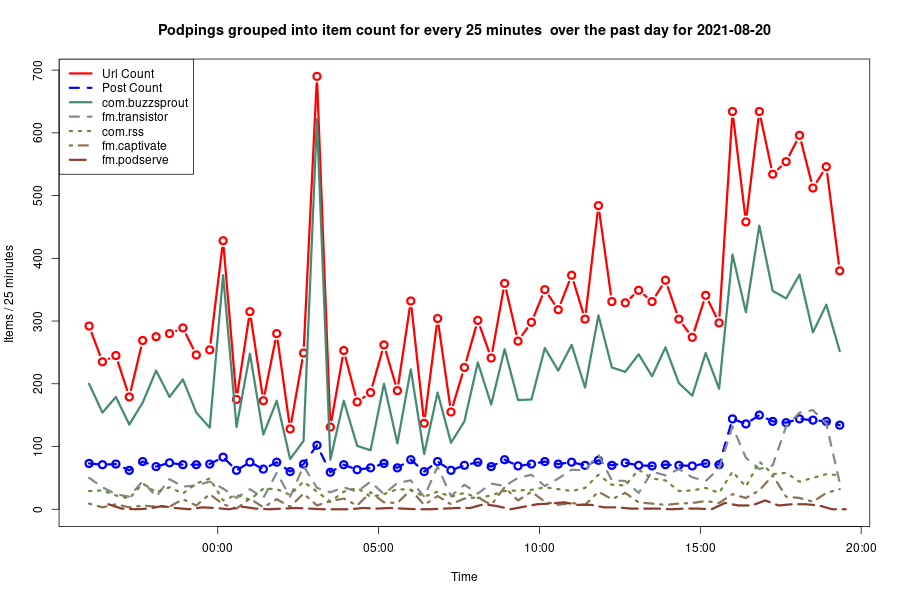 Podpings grouped into item count for every 25 minutes  over the past day for 2021-08-20
Url Count
Post Count
com.buzzsprout
fm.transistor
com.rss
fm.captivate
fm.podserve
Items / 25 minutes
700
600
500
400
300
200
100
0
00:00 05:00 10:00 15:00 20:00
Time